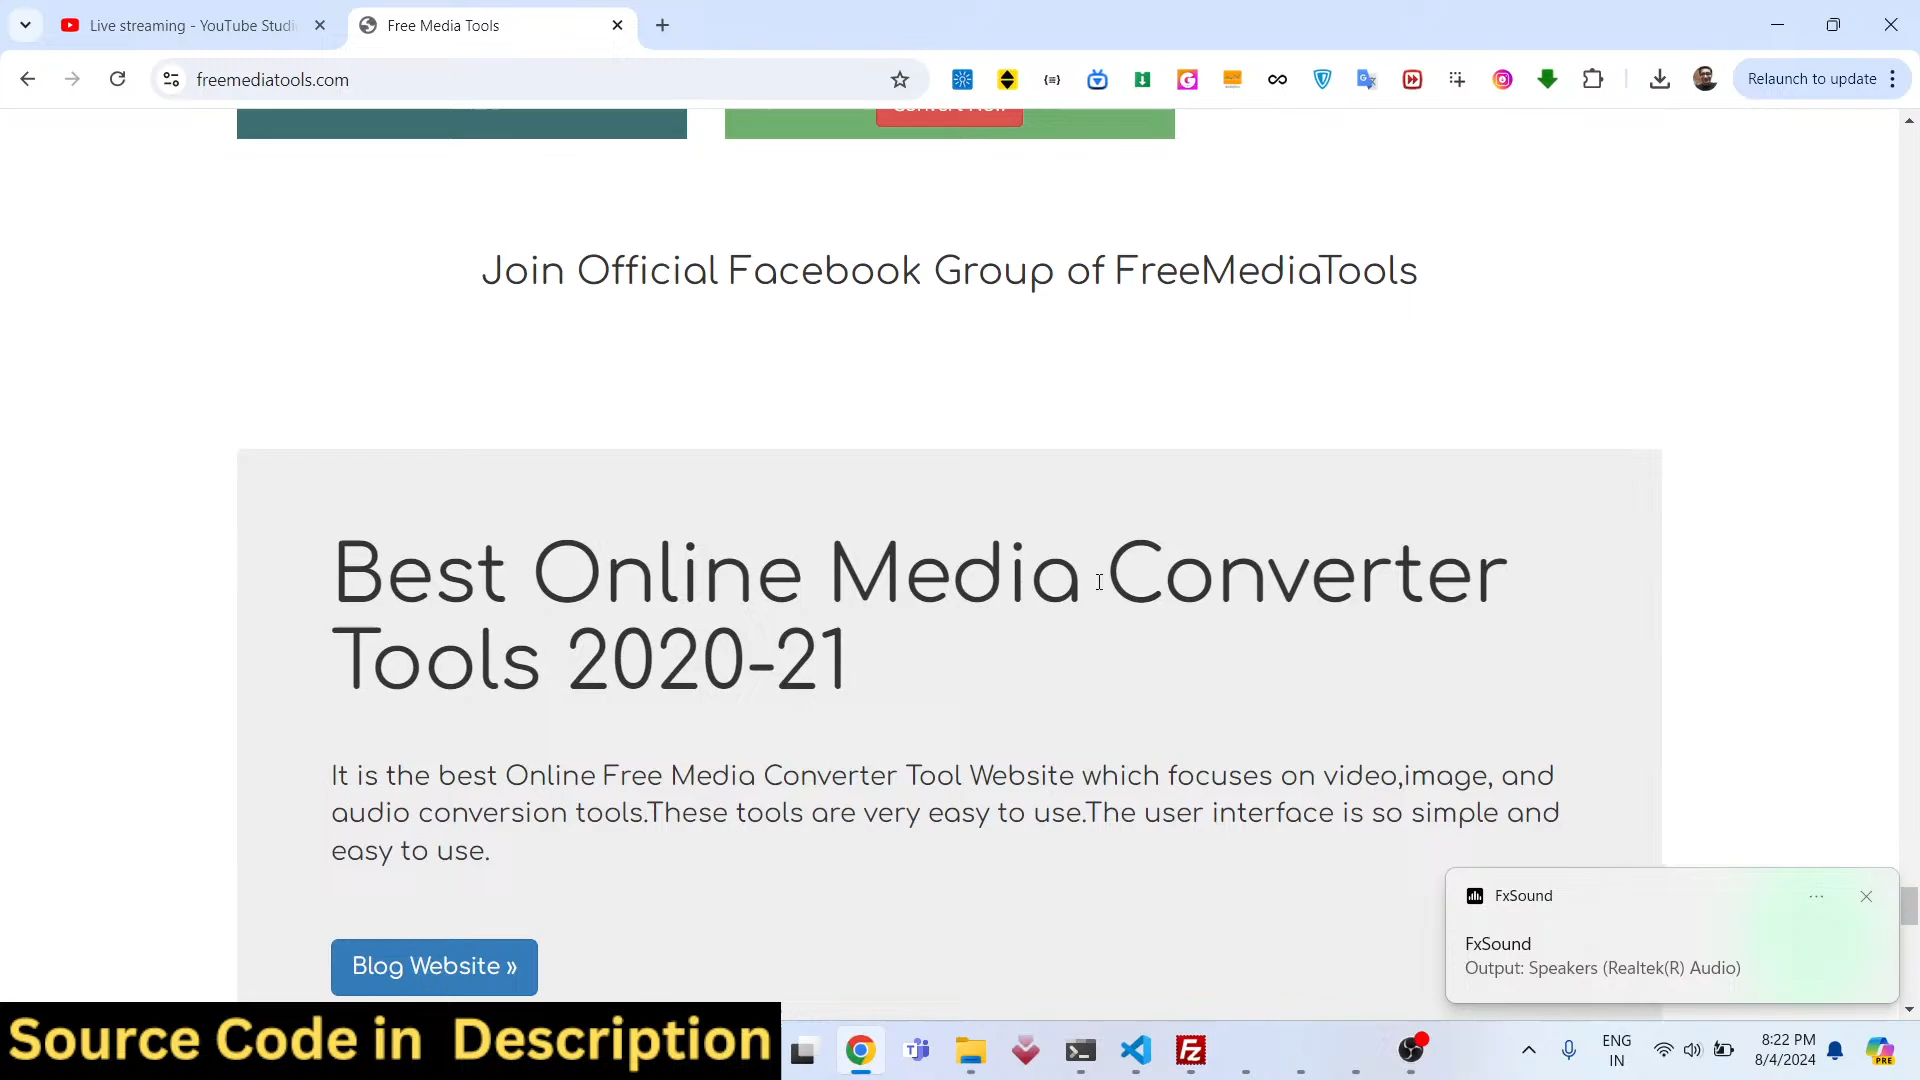 Live streaming - YouTube Studi
Free Media Tools
freemediatools.com
Relaunch to update
Join Official Facebook Group of FreeMediaTools
Best Online Media Converter
Tools 2020-21
It is the best Online Free Media Converter Tool Website which focuses on video,image, and
audio conversion tools.These tools are very easy to use.The user interface is so simple and
easy to use.
Blog Website »
FxSound
FxSound
Output: Speakers (Realtek(R) Audio)
Source Code in Description
ENG
IN
8:22 PM
8/4/2024
PRE